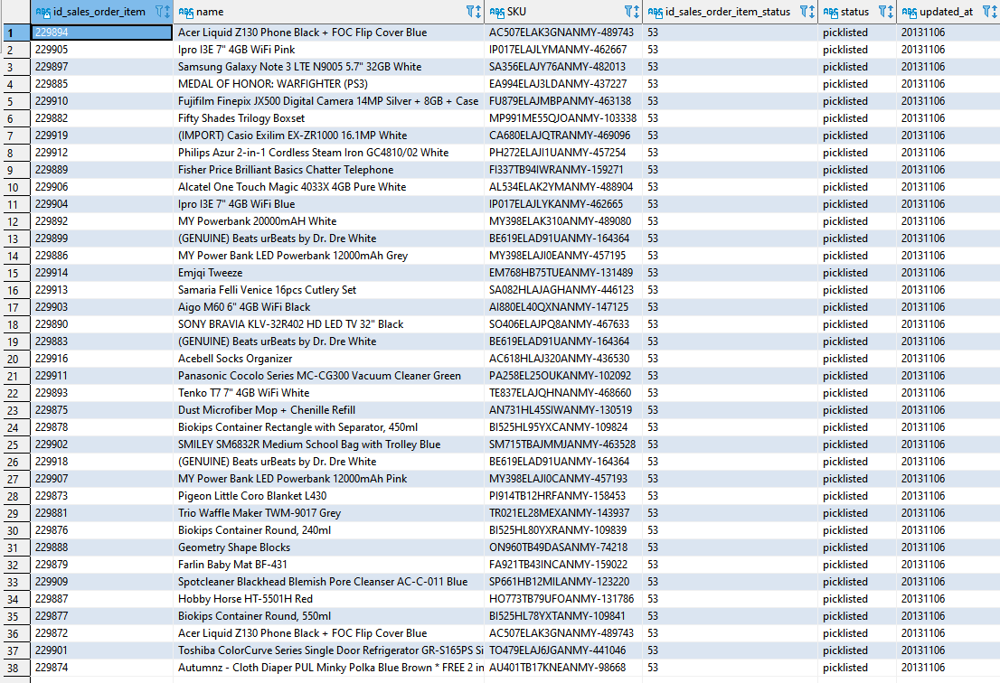 id_sales_order_item name SKU id_sales_order_item_status status updated_at
1 229894 Acer Liquid Z130 Phone Black + FOC Flip Cover Blue AC507ELAK3GNANMY-489743 53 picklisted 20131106
2 229905 Ipro I3E 7" 4GB WiFi Pink IP017ELAJLYMANMY-462667 53 picklisted 20131106
3 229897 Samsung Galaxy Note 3 LTE N9005 5.7" 32GB White SA356ELAJY76ANMY-482013 53 picklisted 20131106
4 229885 MEDAL OF HONOR: WARFIGHTER (PS3) EA994ELAJ3LDANMY-437227 53 picklisted 20131106
5 229910 Fujifilm Finepix JX500 Digital Camera 14MP Silver + 8GB + Case FU879ELAJMBPANMY-463138 53 picklisted 20131106
6 229882 Fifty Shades Trilogy Boxset MP991ME55QJOANMY-103338 53 picklisted 20131106
7 229919 (IMPORT) Casio Exilim EX-ZR1000 16.1MP White CA680ELAJQTRANMY-469096 53 picklisted 20131106
8 229912 Philips Azur 2-in-1 Cordless Steam Iron GC4810/02 White PH272ELAJI1UANMY-457254 53 picklisted 20131106
9 229889 Fisher Price Brilliant Basics Chatter Telephone FI337TB94IWRANMY-159271 53 picklisted 20131106
10 229906 Alcatel One Touch Magic 4033X 4GB Pure White AL534ELAK2YMANMY-488904 53 picklisted 20131106
11 229904 Ipro I3E 7" 4GB WiFi Blue IP017ELAJLYKANMY-462665 53 picklisted 20131106
12 229892 MY Powerbank 20000mAH White MY398ELAK310ANMY-489080 53 picklisted 20131106
13 229899 (GENUINE) Beats urBeats by Dr. Dre White BE619ELAD91UANMY-164364 53 picklisted 20131106
14 229886 MY Power Bank LED Powerbank 12000mAh Grey MY398ELAJI0EANMY-457195 53 picklisted 20131106
15 229914 Emjqi Tweeze EM768HB75TUEANMY-131489 53 picklisted 20131106
16 229913 Samaria Felli Venice 16pcs Cutlery Set SA082HLAJAGHANMY-446123 53 picklisted 20131106
17 229903 Aigo M60 6" 4GB WiFi Black AI880EL40QXNANMY-147125 53 picklisted 20131106
18 229890 SONY BRAVIA KLV-32R402 HD LED TV 32" Black SO406ELAJPQ8ANMY-467633 53 picklisted 20131106
19 229883 (GENUINE) Beats urBeats by Dr. Dre White BE619ELAD91UANMY-164364 53 picklisted 20131106
20 229916 Acebell Socks Organizer AC618HLAJ320ANMY-436530 53 picklisted 20131106
21 229911 Panasonic Cocolo Series MC-CG300 Vacuum Cleaner Green PA258EL25OUKANMY-102092 53 picklisted 20131106
22 229893 Tenko T7 7" 4GB WiFi White TE837ELAJQHNANMY-468660 53 picklisted 20131106
23 229875 Dust Microfiber Mop + Chenille Refill AN731HL45SIWANMY-130519 53 picklisted 20131106
24 229878 Biokips Container Rectangle with Separator, 450ml BI525HL95YXCANMY-109824 53 picklisted 20131106
25 229902 SMILEY SM6832R Medium School Bag with Trolley Blue SM715TBAJMMJANMY-463528 53 picklisted 20131106
26 229918 (GENUINE) Beats urBeats by Dr. Dre White BE619ELAD91UANMY-164364 53 picklisted 20131106
27 229907 MY Power Bank LED Powerbank 12000mAh Pink MY398ELAJI0CANMY-457193 53 picklisted 20131106
28 229873 Pigeon Little Coro Blanket L430 PI914TB12HRFANMY-158453 53 picklisted 20131106
29 229881 Trio Waffle Maker TWM-9017 Grey TR021EL28MEXANMY-143937 53 picklisted 20131106
30 229876 Biokips Container Round, 240ml BI525HL80YXRANMY-109839 53 picklisted 20131106
31 229888 Geometry Shape Blocks ON960TB49DASANMY-74218 53 picklisted 20131106
32 229879 Farlin Baby Mat BF-431 FA921TB43INCANMY-159022 53 picklisted 20131106
33 229909 Spotcleaner Blackhead Blemish Pore Cleanser AC-C-011 Blue SP661HB12MILANMY-123220 53 picklisted 20131106
34 229887 Hobby Horse HT-5501H Red HO773TB79UFOANMY-131786 53 picklisted 20131106
35 229877 Biokips Container Round, 550ml BI525HL78YXTANMY-109841 53 picklisted 20131106
36 229872 Acer Liquid Z130 Phone Black + FOC Flip Cover Blue AC507ELAK3GNANMY-489743 53 picklisted 20131106
37 229901 Toshiba ColorCurve Series Single Door Refrigerator GR-S165PS Si TO479ELAJ6JGANMY-441046 53 picklisted 20131106
38 229874 Autumnz - Cloth Diaper PUL Minky Polka Blue Brown * FREE 2 in AU401TB17KNEANMY-98668 53 picklisted 20131106